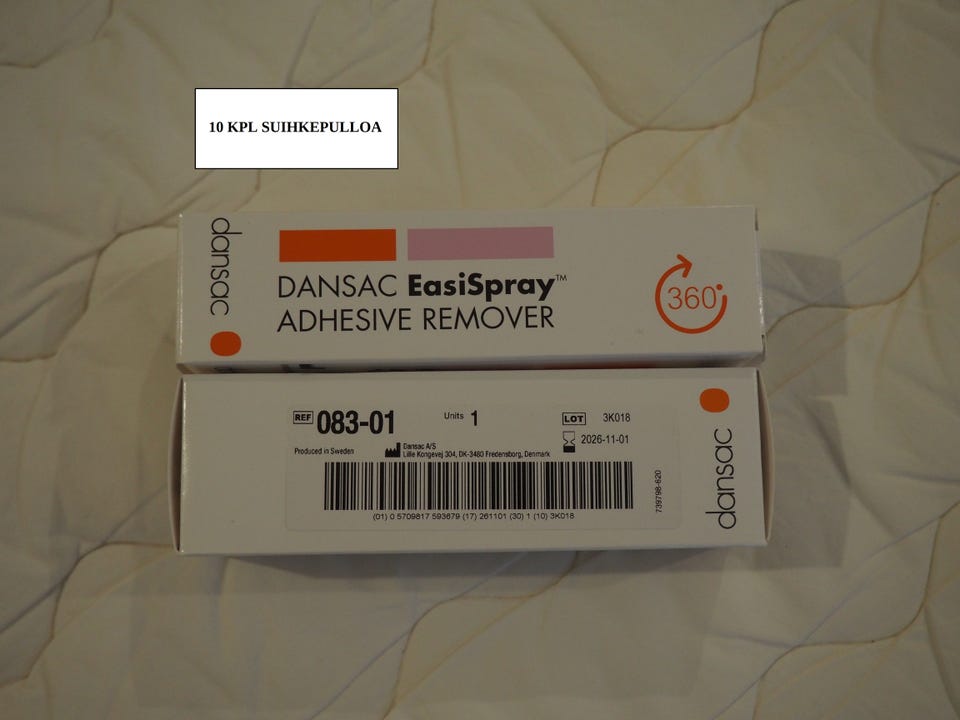 10 KPL SUIHKEPULLOA
dansac
DANSAC EasiSpray™
ADHESIVE REMOVER
360°
REF 083-01
Units 1
LOT 3K018
2026-11-01
Produced in Sweden
Dansac A/S
Lille Kongevej 304, DK-3480 Fredensborg, Denmark
(01) 0 5709817 593679 (17) 261101 (30) 1 (10) 3K018
739798-620
dansac